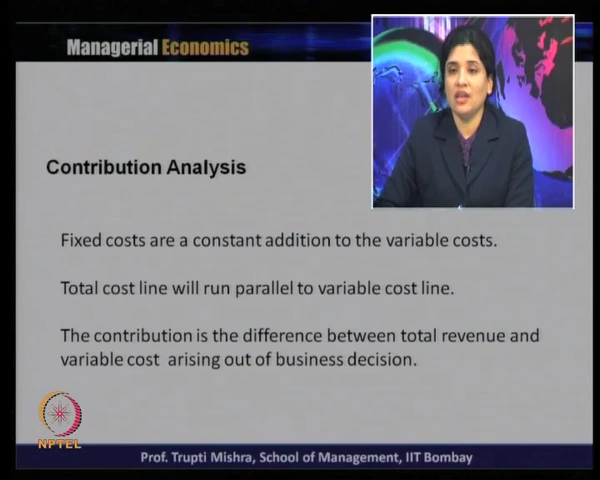 Managerial Economics
Contribution Analysis
Fixed costs are a constant addition to the variable costs.
Total cost line will run parallel to variable cost line.
The contribution is the difference between total revenue and
variable cost arising out of business decision.
NPTEL
Prof. Trupti Mishra, School of Management, IIT Bombay